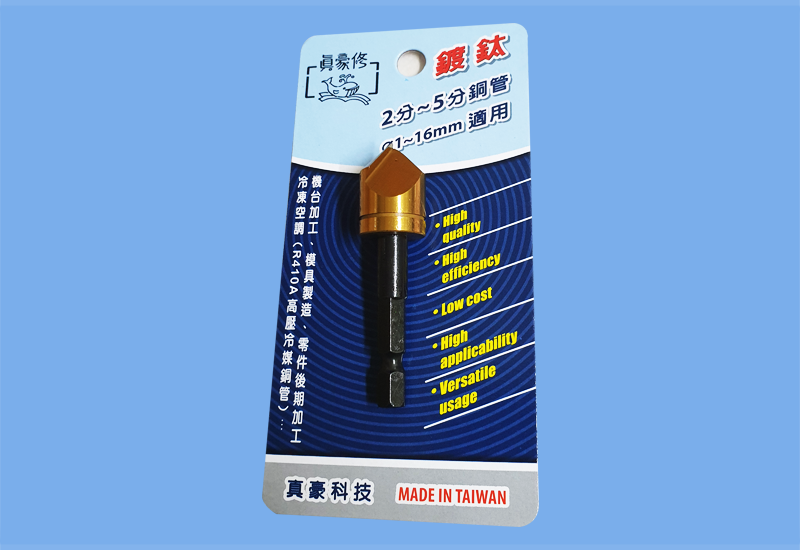 真豪修
鍍鈦
2分~5分銅管
Ø1~16mm 適用
機台加工、模具製造、零件後期加工
冷凍空調(R410A高壓冷媒銅管)...
• High
quality
• High
efficiency
• Low cost
• High
applicability
• Versatile
usage
真豪科技
MADE IN TAIWAN